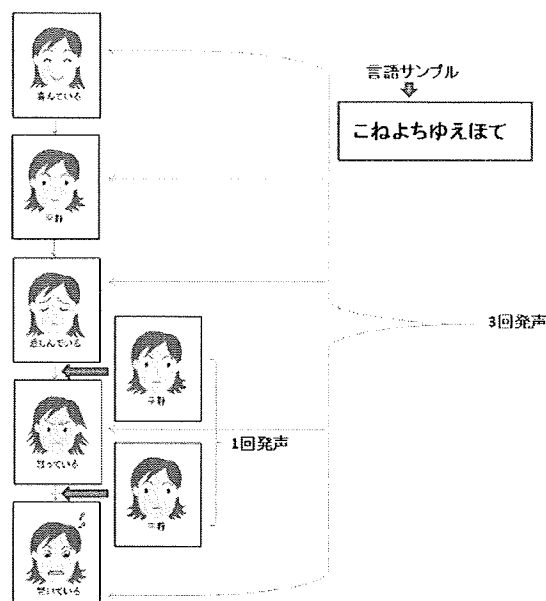 喜んでいる
言語サンプル
こねよちゆえほて
平静
悲しんでいる
3回発声
平静
怒っている
1回発声
平静
驚いている